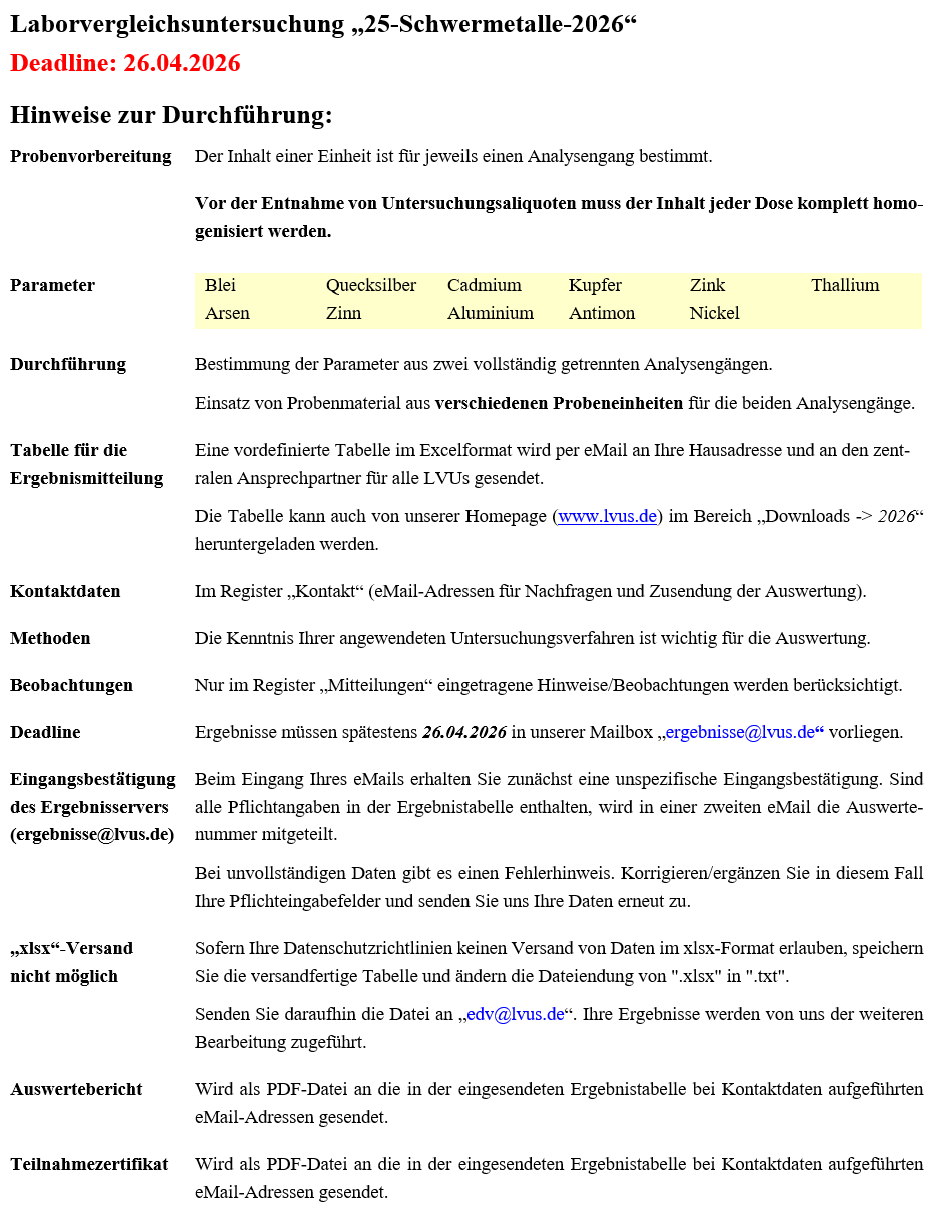 Laborvergleichsuntersuchung „25-Schwermetalle-2026“
Deadline: 26.04.2026
Hinweise zur Durchführung:
Probenvorbereitung Der Inhalt einer Einheit ist für jeweils einen Analysengang bestimmt.
Vor der Entnahme von Untersuchungsaliquoten muss der Inhalt jeder Dose komplett homo-
genisiert werden.
Parameter Blei Quecksilber Cadmium Kupfer Zink Thallium
Arsen Zinn Aluminium Antimon Nickel
Durchführung Bestimmung der Parameter aus zwei vollständig getrennten Analysengängen.
Einsatz von Probenmaterial aus verschiedenen Probeneinheiten für die beiden Analysengänge.
Tabelle für die Eine vordefinierte Tabelle im Excelformat wird per eMail an Ihre Hausadresse und an den zent-
Ergebnismitteilung ralen Ansprechpartner für alle LVUs gesendet.
Die Tabelle kann auch von unserer Homepage (www.lvus.de) im Bereich „Downloads -> 2026“
heruntergeladen werden.
Kontaktdaten Im Register „Kontakt“ (eMail-Adressen für Nachfragen und Zusendung der Auswertung).
Methoden Die Kenntnis Ihrer angewendeten Untersuchungsverfahren ist wichtig für die Auswertung.
Beobachtungen Nur im Register „Mitteilungen“ eingetragene Hinweise/Beobachtungen werden berücksichtigt.
Deadline Ergebnisse müssen spätestens 26.04.2026 in unserer Mailbox „ergebnisse@lvus.de“ vorliegen.
Eingangsbestätigung Beim Eingang Ihres eMails erhalten Sie zunächst eine unspezifische Eingangsbestätigung. Sind
des Ergebnisservers alle Pflichtangaben in der Ergebnistabelle enthalten, wird in einer zweiten eMail die Auswerte-
(ergebnisse@lvus.de) nummer mitgeteilt.
Bei unvollständigen Daten gibt es einen Fehlerhinweis. Korrigieren/ergänzen Sie in diesem Fall
Ihre Pflichteingabefelder und senden Sie uns Ihre Daten erneut zu.
„xlsx“-Versand Sofern Ihre Datenschutzrichtlinien keinen Versand von Daten im xlsx-Format erlauben, speichern
nicht möglich Sie die versandfertige Tabelle und ändern die Dateiendung von ".xlsx" in ".txt".
Senden Sie daraufhin die Datei an „edv@lvus.de“. Ihre Ergebnisse werden von uns der weiteren
Bearbeitung zugeführt.
Auswertebericht Wird als PDF-Datei an die in der eingesendeten Ergebnistabelle bei Kontaktdaten aufgeführten
eMail-Adressen gesendet.
Teilnahmezertifikat Wird als PDF-Datei an die in der eingesendeten Ergebnistabelle bei Kontaktdaten aufgeführten
eMail-Adressen gesendet.